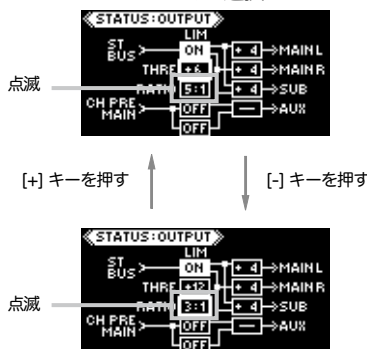 STATUS:OUTPUT
LIM
ST BUS ON + 4 MAIN L
THRE +6 + 4 MAIN R
点滅 RATIO 5:1 + 4 SUB
CH PRE MAIN OFF — AUX
OFF
[+] キーを押す [-] キーを押す
STATUS:OUTPUT
LIM
ST BUS ON + 4 MAIN L
THRE +12 + 4 MAIN R
点滅 RATIO 3:1 + 4 SUB
CH PRE MAIN OFF — AUX
OFF